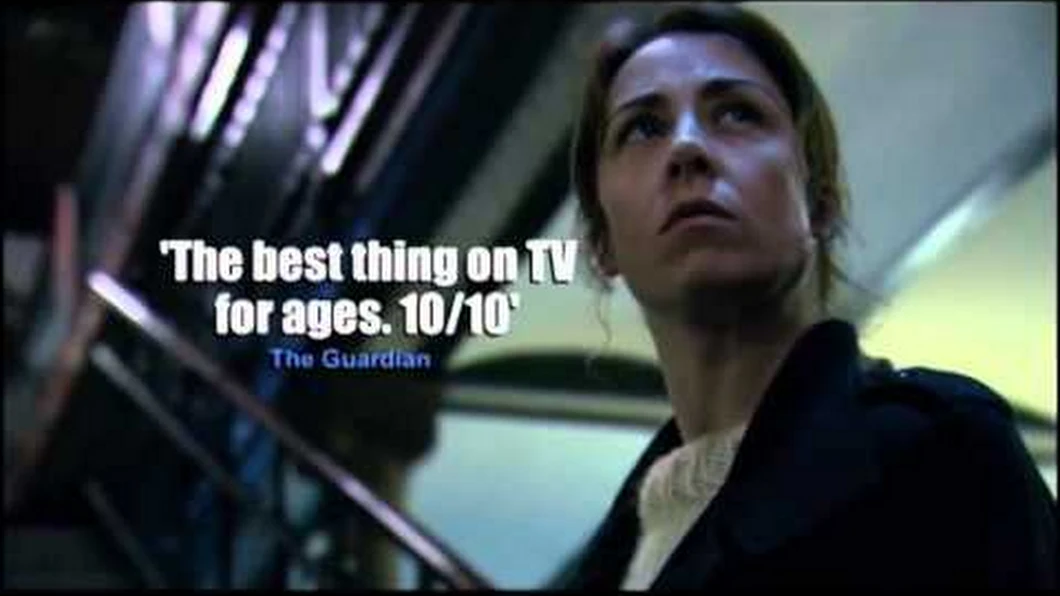 'The best thing on TV
for ages. 10/10'
The Guardian